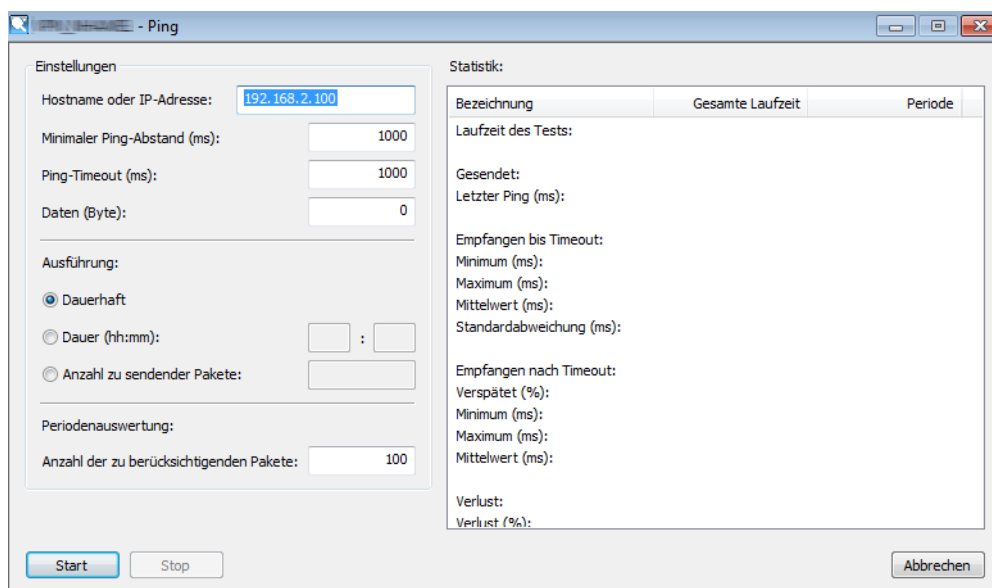 - Ping
Einstellungen
Hostname oder IP-Adresse: 192.168.2.100
Minimaler Ping-Abstand (ms): 1000
Ping-Timeout (ms): 1000
Daten (Byte): 0
Ausführung:
Dauerhaft
Dauer (hh:mm): :
Anzahl zu sendender Pakete:
Periodenauswertung:
Anzahl der zu berücksichtigenden Pakete: 100
Statistik:
Bezeichnung Gesamte Laufzeit Periode
Laufzeit des Tests:
Gesendet:
Letzter Ping (ms):
Empfangen bis Timeout:
Minimum (ms):
Maximum (ms):
Mittelwert (ms):
Standardabweichung (ms):
Empfangen nach Timeout:
Verspätet (%):
Minimum (ms):
Maximum (ms):
Mittelwert (ms):
Verlust:
Verlust (%):
Start Stop Abbrechen